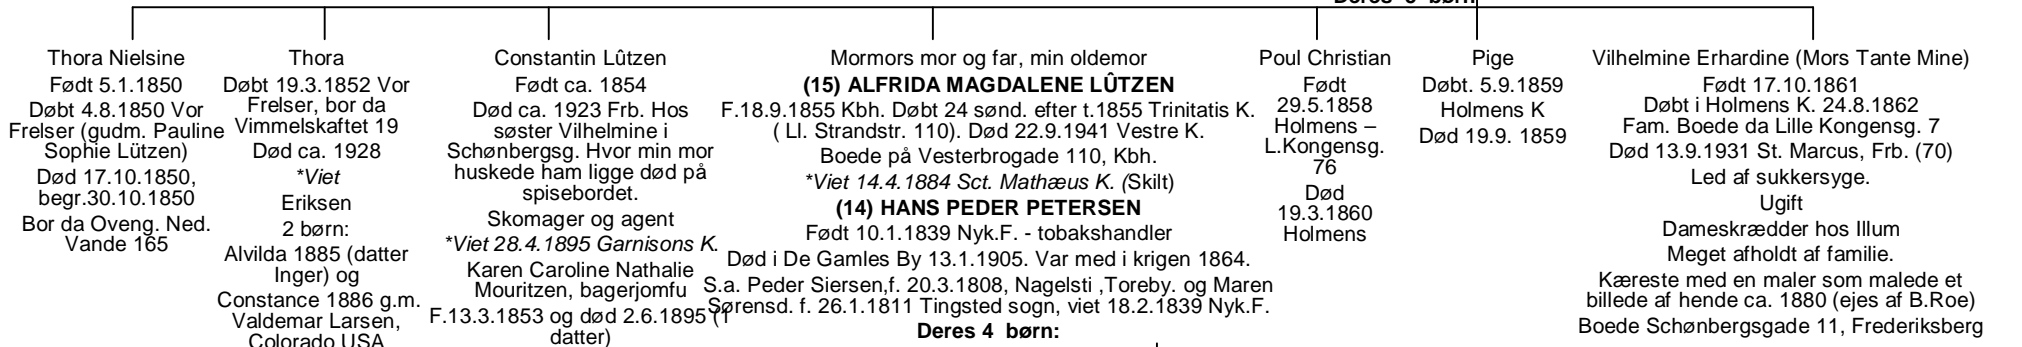 Deres 6 børn
Thora Nielsine
Født 5.1.1850
Døbt 4.8.1850 Vor
Frelser (gudm. Pauline
Sophie Lützen)
Død 17.10.1850,
begr.30.10.1850
Bor da Oveng. Ned.
Vande 165
Thora
Døbt 19.3.1852 Vor
Frelser, bor da
Vimmelskaftet 19
Død ca. 1928
*Viet
Eriksen
2 børn:
Alvilda 1885 (datter
Inger) og
Constance 1886 g.m.
Valdemar Larsen,
Colorado USA
Constantin Lûtzen
Født ca. 1854
Død ca. 1923 Frb. Hos
søster Vilhelmine i
Schønbergsg. Hvor min mor
huskede ham ligge død på
spisebordet.
Skomager og agent
*Viet 28.4.1895 Garnisons K.
Karen Caroline Nathalie
Mouritzen, bagerjomfu
F.13.3.1853 og død 2.6.1895 (1
datter)
Mormors mor og far, min oldemor
(15) ALFRIDA MAGDALENE LÛTZEN
F.18.9.1855 Kbh. Døbt 24 sønd. efter t.1855 Trinitatis K.
( Ll. Strandstr. 110). Død 22.9.1941 Vestre K.
Boede på Vesterbrogade 110, Kbh.
*Viet 14.4.1884 Sct. Mathæus K. (Skilt)
(14) HANS PEDER PETERSEN
Født 10.1.1839 Nyk.F. - tobakshandler
Død i De Gamles By 13.1.1905. Var med i krigen 1864.
S.a. Peder Siersen,f. 20.3.1808, Nagelsti ,Toreby. og Maren
Sørensd. f. 26.1.1811 Tingsted sogn, viet 18.2.1839 Nyk.F.
Deres 4 børn:
Poul Christian
Født
29.5.1858
Holmens –
L.Kongensg.
76
Død
19.3.1860
Holmens
Pige
Døbt. 5.9.1859
Holmens K
Død 19.9. 1859
Vilhelmine Erhardine (Mors Tante Mine)
Født 17.10.1861
Døbt i Holmens K. 24.8.1862
Fam. Boede da Lille Kongensg. 7
Død 13.9.1931 St. Marcus, Frb. (70)
Led af sukkersyge.
Ugift
Dameskrædder hos Illum
Meget afholdt af familie.
Kæreste med en maler som malede et
billede af hende ca. 1880 (ejes af B.Roe)
Boede Schønbergsgade 11, Frederiksberg